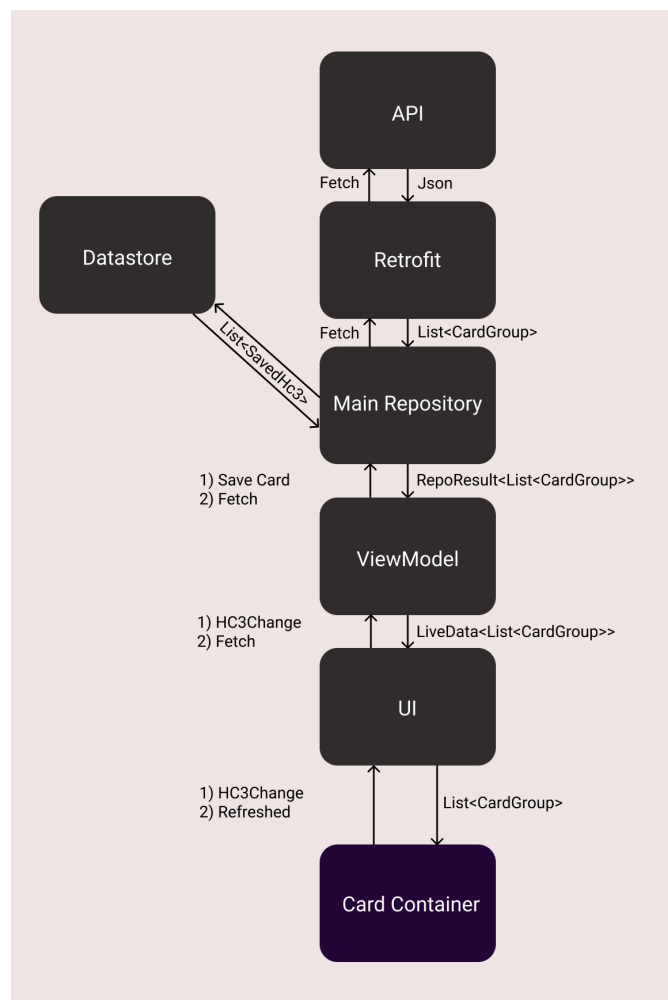 API
Fetch
Json
Datastore
Retrofit
List<SavedHc3>
Fetch
List<CardGroup>
Main Repository
1) Save Card
2) Fetch
RepoResult<List<CardGroup>>
ViewModel
1) HC3Change
2) Fetch
LiveData<List<CardGroup>>
UI
1) HC3Change
2) Refreshed
List<CardGroup>
Card Container